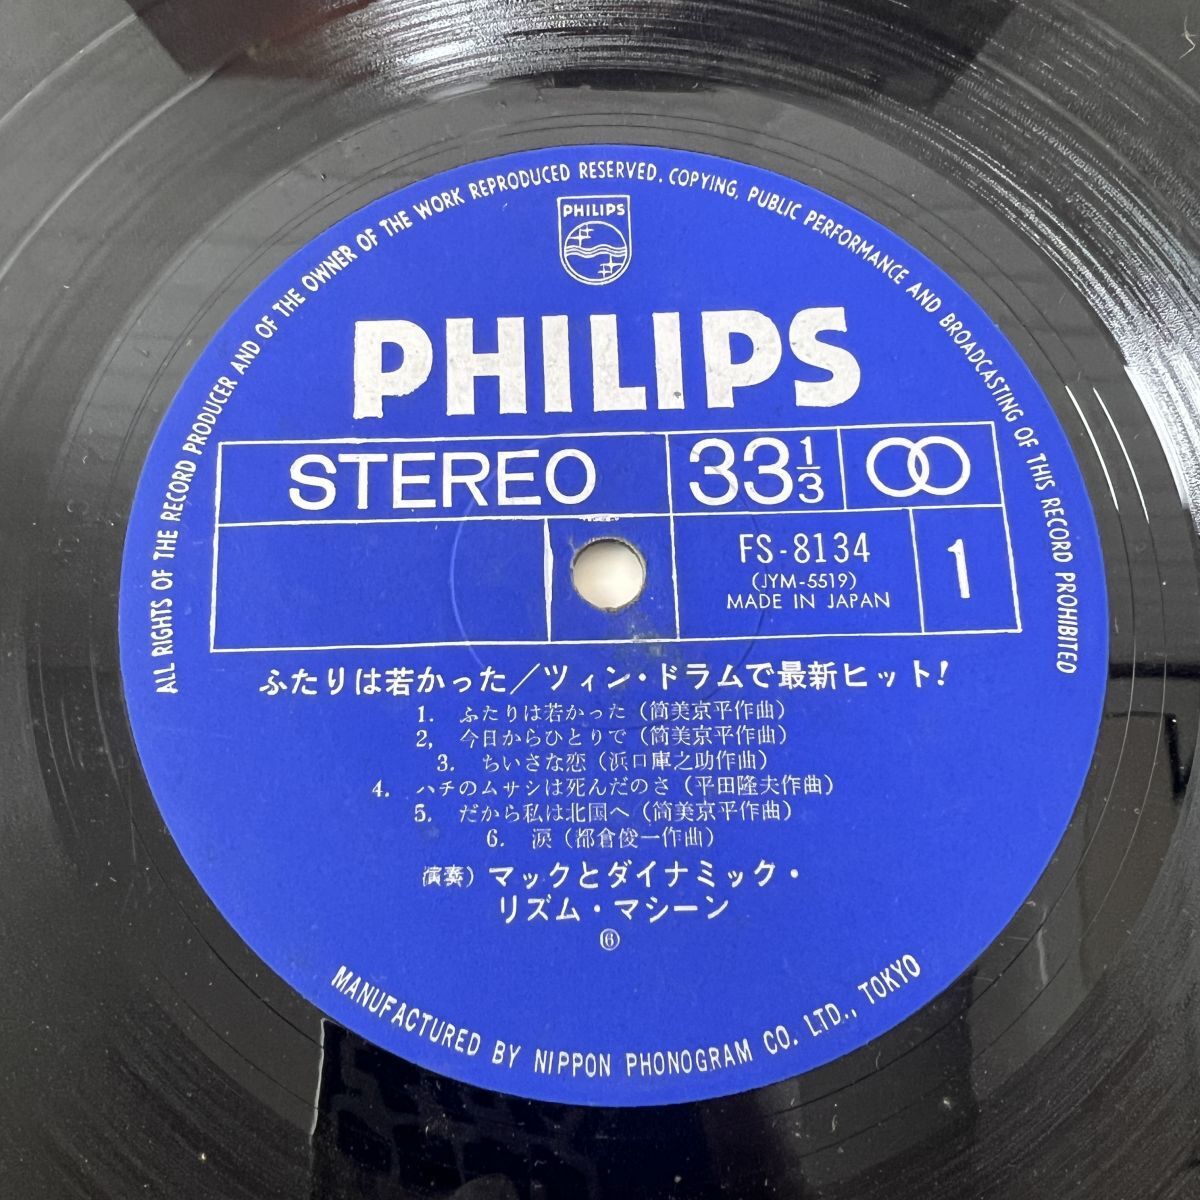 ALL RIGHTS OF THE RECORD PRODUCER AND OF THE OWNER OF THE WORK REPRODUCED RESERVED. COPYING, PUBLIC PERFORMANCE AND BROADCASTING OF THIS RECORD PROHIBITED
PHILIPS
PHILIPS
STEREO 33 1/3
FS-8134
(JYM-5519)
MADE IN JAPAN
1
ふたりは若かった/ツィン・ドラムで最新ヒット!
1. ふたりは若かった (筒美京平作曲)
2, 今日からひとりで (筒美京平作曲)
3. ちいさな恋 (浜口庫之助作曲)
4. ハチのムサシは死んだのさ (平田隆夫作曲)
5. だから私は北国へ (筒美京平作曲)
6. 涙 (都倉俊一作曲)
演奏) マックとダイナミック・
リズム・マシーン
⑥
MANUFACTURED BY NIPPON PHONOGRAM CO. LTD., TOKYO